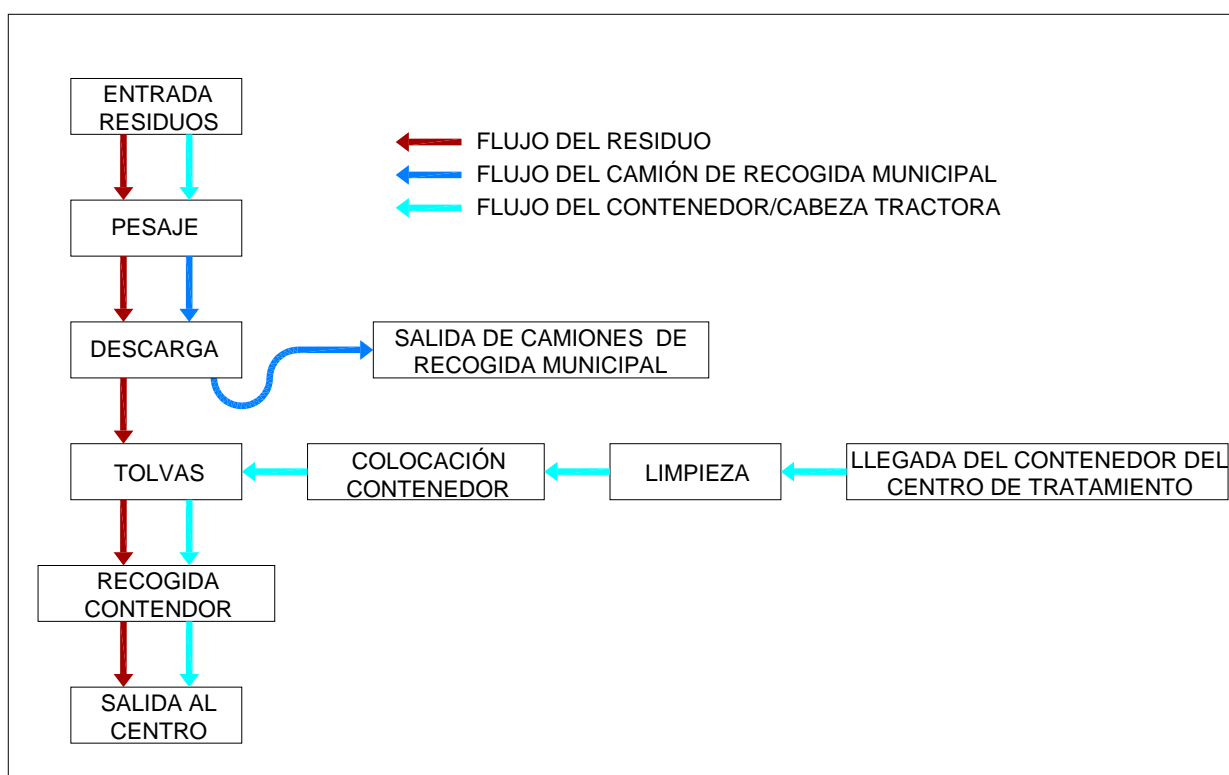 ENTRADA
RESIDUOS
FLUJO DEL RESIDUO
FLUJO DEL CAMIÓN DE RECOGIDA MUNICIPAL
FLUJO DEL CONTENEDOR/CABEZA TRACTORA
PESAJE
DESCARGA
SALIDA DE CAMIONES DE
RECOGIDA MUNICIPAL
TOLVAS
COLOCACIÓN
CONTENEDOR
LIMPIEZA
LLEGADA DEL CONTENEDOR DEL
CENTRO DE TRATAMIENTO
RECOGIDA
CONTENDOR
SALIDA AL
CENTRO